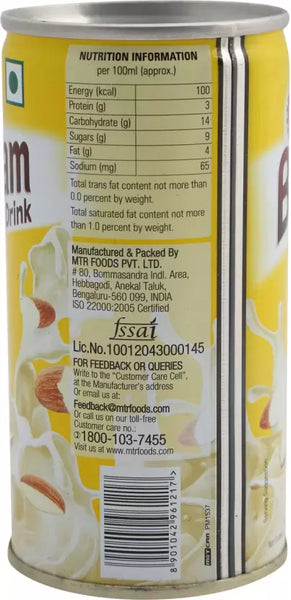 am
Drink
NUTRITION INFORMATION
per 100ml (approx.)
Energy (kcal) 100
Protein (g) 3
Carbohydrate (g) 14
Sugars (g) 9
Fat (g) 4
Sodium (mg) 65
Total trans fat content not more than
0.0 percent by weight.
Total saturated fat content not more
than 1.0 percent by weight.
Manufactured & Packed By
MTR FOODS PVT. LTD.
# 80, Bommasandra Indl. Area,
Hebbagodi, Anekal Taluk,
Bengaluru-560 099, INDIA
ISO 22000:2005 Certified
fssai
Lic.No.10012043000145
FOR FEEDBACK OR QUERIES
Write to the "Customer Care Cell",
at the Manufacturer's address
Or email us at:
Feedback@mtrfoods.com
Or call us on our toll-free
Customer care no.:
1800-103-7455
Visit us at www.mtrfoods.com
8901042961217>
CAN PM1537